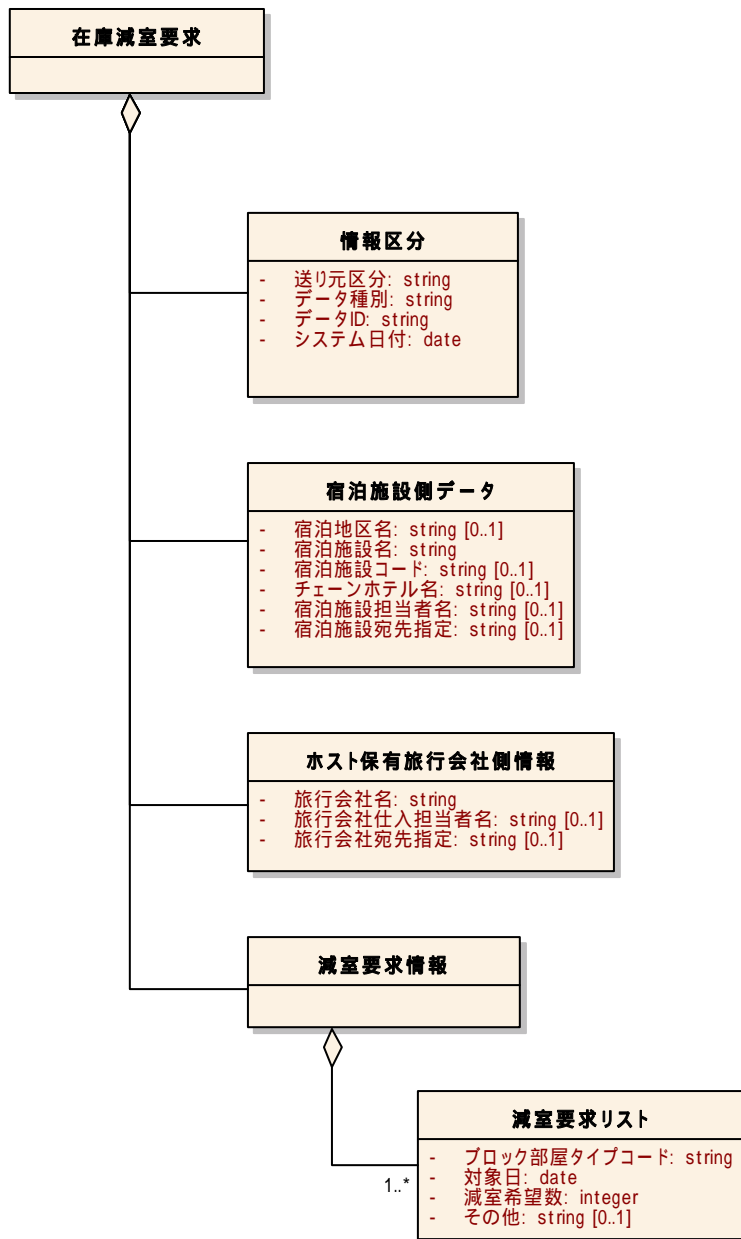 在庫減室要求
情報区分
- 送り元区分: string
- データ種別: string
- データID: string
- システム日付: date
宿泊施設側データ
- 宿泊地区名: string [0..1]
- 宿泊施設名: string
- 宿泊施設コード: string [0..1]
- チェーンホテル名: string [0..1]
- 宿泊施設担当者名: string [0..1]
- 宿泊施設宛先指定: string [0..1]
ホスト保有旅行会社側情報
- 旅行会社名: string
- 旅行会社仕入担当者名: string [0..1]
- 旅行会社宛先指定: string [0..1]
減室要求情報
減室要求リスト
- ブロック部屋タイプコード: string
- 対象日: date
- 減室希望数: integer
- その他: string [0..1]
1..*